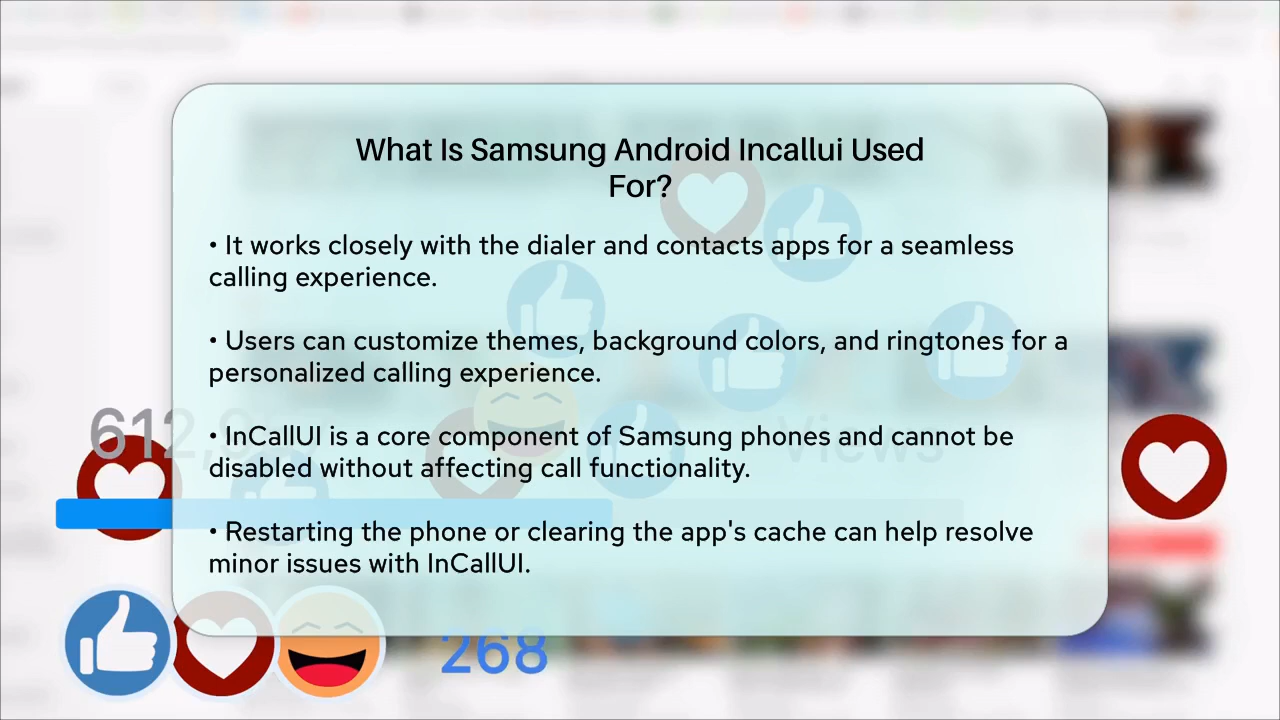 What Is Samsung Android Incallui Used
For?
• It works closely with the dialer and contacts apps for a seamless
calling experience.
• Users can customize themes, background colors, and ringtones for a
personalized calling experience.
• InCallUI is a core component of Samsung phones and cannot be
disabled without affecting call functionality.
• Restarting the phone or clearing the app's cache can help resolve
minor issues with InCallUI.
Views
268